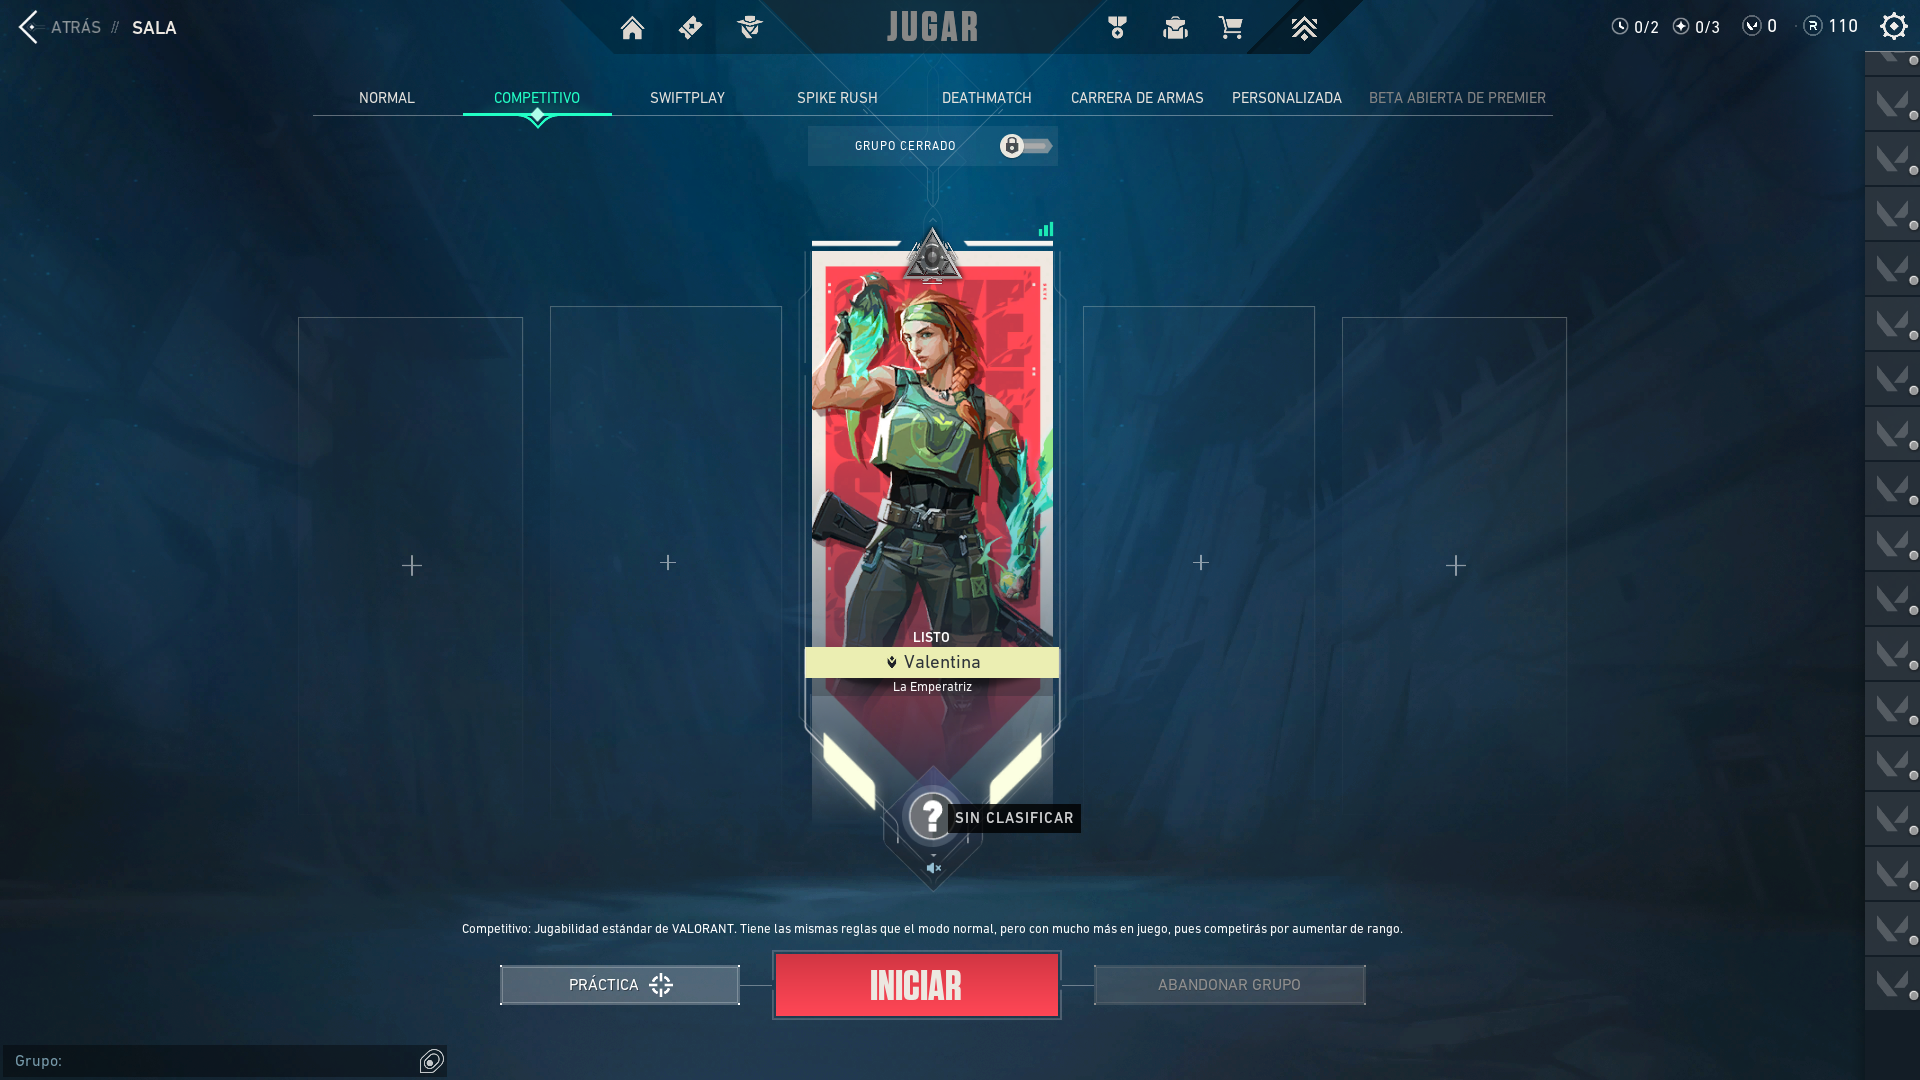 ATRÁS // SALA
JUGAR
0/2
0/3
0
110
NORMAL
COMPETITIVO
SWIFTPLAY
SPIKE RUSH
DEATHMATCH
CARRERA DE ARMAS
PERSONALIZADA
BETA ABIERTA DE PREMIER
GRUPO CERRADO
LISTO
Valentina
La Emperatriz
SIN CLASIFICAR
Competitivo: Jugabilidad estándar de VALORANT. Tiene las mismas reglas que el modo normal, pero con mucho más en juego, pues competirás por aumentar de rango.
PRÁCTICA
INICIAR
ABANDONAR GRUPO
Grupo: